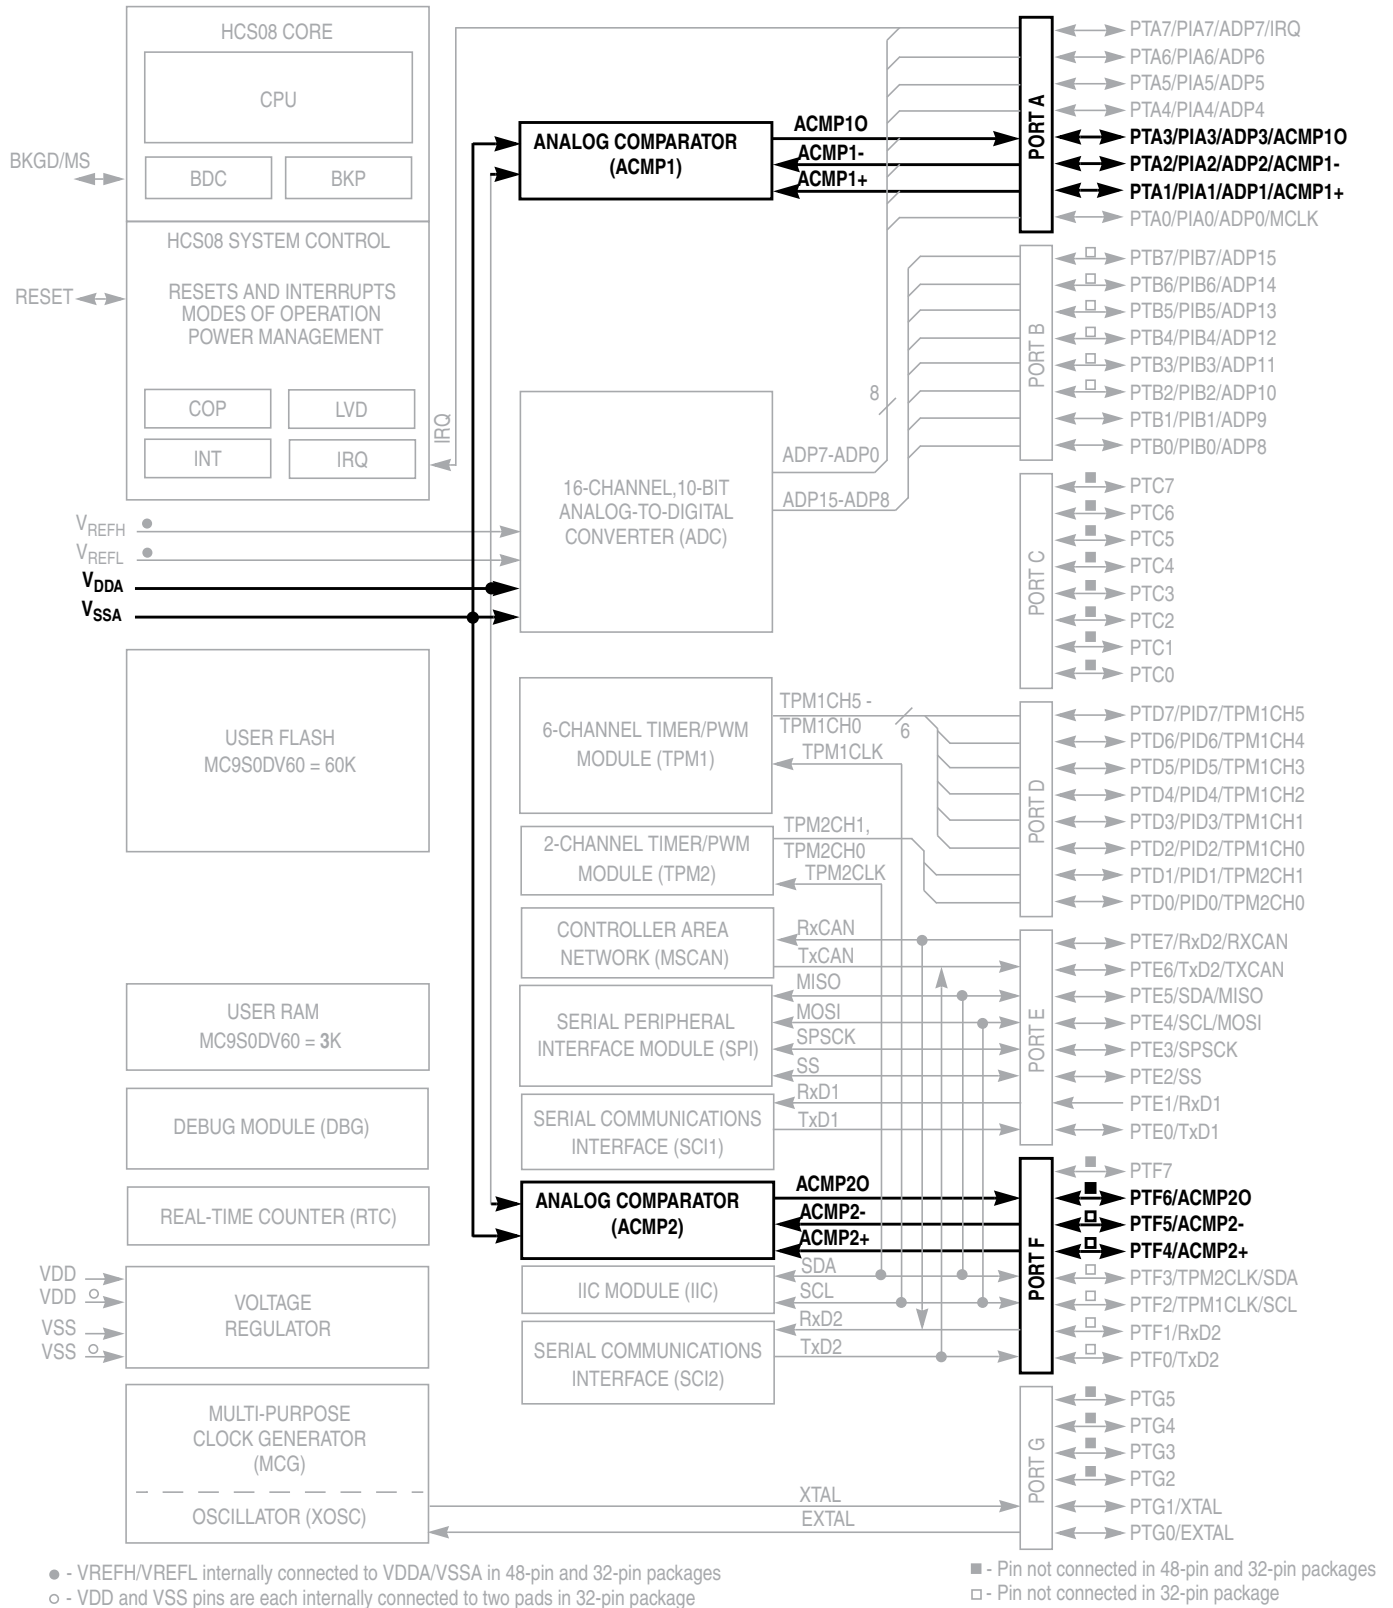 HCS08 CORE
CPU
BDC
BKP
BKGD/MS
HCS08 SYSTEM CONTROL
RESETS AND INTERRUPTS
MODES OF OPERATION
POWER MANAGEMENT
RESET
COP
LVD
INT
IRQ
IRQ
VREFH
VREFL
VDDA
VSSA
USER FLASH
MC9S0DV60 = 60K
USER RAM
MC9S0DV60 = 3K
DEBUG MODULE (DBG)
REAL-TIME COUNTER (RTC)
VDD
VDD
VSS
VSS
VOLTAGE
REGULATOR
MULTI-PURPOSE
CLOCK GENERATOR
(MCG)
OSCILLATOR (XOSC)
ANALOG COMPARATOR
(ACMP1)
ACMP1O
ACMP1-
ACMP1+
16-CHANNEL,10-BIT
ANALOG-TO-DIGITAL
CONVERTER (ADC)
8
ADP7-ADP0
ADP15-ADP8
6-CHANNEL TIMER/PWM
MODULE (TPM1)
TPM1CH5 -
TPM1CH0
6
TPM1CLK
2-CHANNEL TIMER/PWM
MODULE (TPM2)
TPM2CH1,
TPM2CH0
TPM2CLK
CONTROLLER AREA
NETWORK (MSCAN)
RxCAN
TxCAN
SERIAL PERIPHERAL
INTERFACE MODULE (SPI)
MISO
MOSI
SPSCK
SS
SERIAL COMMUNICATIONS
INTERFACE (SCI1)
RxD1
TxD1
ANALOG COMPARATOR
(ACMP2)
ACMP2O
ACMP2-
ACMP2+
IIC MODULE (IIC)
SDA
SCL
SERIAL COMMUNICATIONS
INTERFACE (SCI2)
RxD2
TxD2
XTAL
EXTAL
PORT A
PTA7/PIA7/ADP7/IRQ
PTA6/PIA6/ADP6
PTA5/PIA5/ADP5
PTA4/PIA4/ADP4
PTA3/PIA3/ADP3/ACMP1O
PTA2/PIA2/ADP2/ACMP1-
PTA1/PIA1/ADP1/ACMP1+
PTA0/PIA0/ADP0/MCLK
PORT B
PTB7/PIB7/ADP15
PTB6/PIB6/ADP14
PTB5/PIB5/ADP13
PTB4/PIB4/ADP12
PTB3/PIB3/ADP11
PTB2/PIB2/ADP10
PTB1/PIB1/ADP9
PTB0/PIB0/ADP8
PORT C
PTC7
PTC6
PTC5
PTC4
PTC3
PTC2
PTC1
PTC0
PORT D
PTD7/PID7/TPM1CH5
PTD6/PID6/TPM1CH4
PTD5/PID5/TPM1CH3
PTD4/PID4/TPM1CH2
PTD3/PID3/TPM1CH1
PTD2/PID2/TPM1CH0
PTD1/PID1/TPM2CH1
PTD0/PID0/TPM2CH0
PORT E
PTE7/RxD2/RXCAN
PTE6/TxD2/TXCAN
PTE5/SDA/MISO
PTE4/SCL/MOSI
PTE3/SPSCK
PTE2/SS
PTE1/RxD1
PTE0/TxD1
PORT F
PTF7
PTF6/ACMP2O
PTF5/ACMP2-
PTF4/ACMP2+
PTF3/TPM2CLK/SDA
PTF2/TPM1CLK/SCL
PTF1/RxD2
PTF0/TxD2
PORT G
PTG5
PTG4
PTG3
PTG2
PTG1/XTAL
PTG0/EXTAL
● - VREFH/VREFL internally connected to VDDA/VSSA in 48-pin and 32-pin packages
○ - VDD and VSS pins are each internally connected to two pads in 32-pin package
■ - Pin not connected in 48-pin and 32-pin packages
□ - Pin not connected in 32-pin package